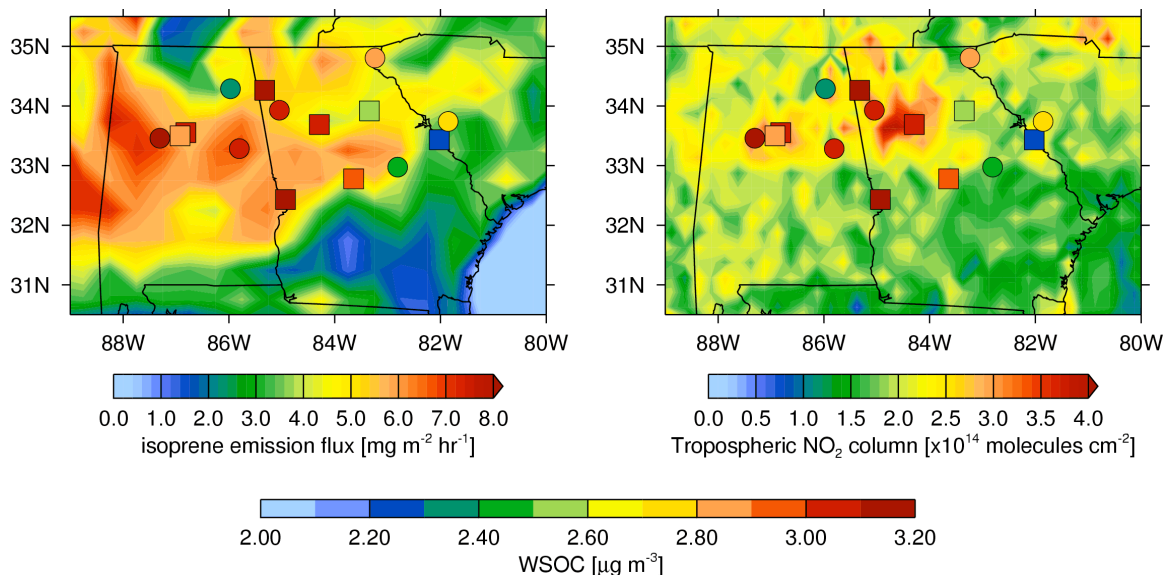 35N 35N
34N 34N
33N 33N
32N 32N
31N 31N
88W 86W 84W 82W 80W 88W 86W 84W 82W 80W
0.0 1.0 2.0 3.0 4.0 5.0 6.0 7.0 8.0 0.0 0.5 1.0 1.5 2.0 2.5 3.0 3.5 4.0
isoprene emission flux [mg m⁻² hr⁻¹] Tropospheric NO₂ column [x10¹⁴ molecules cm⁻²]
2.00 2.20 2.40 2.60 2.80 3.00 3.20
WSOC [µg m⁻³]